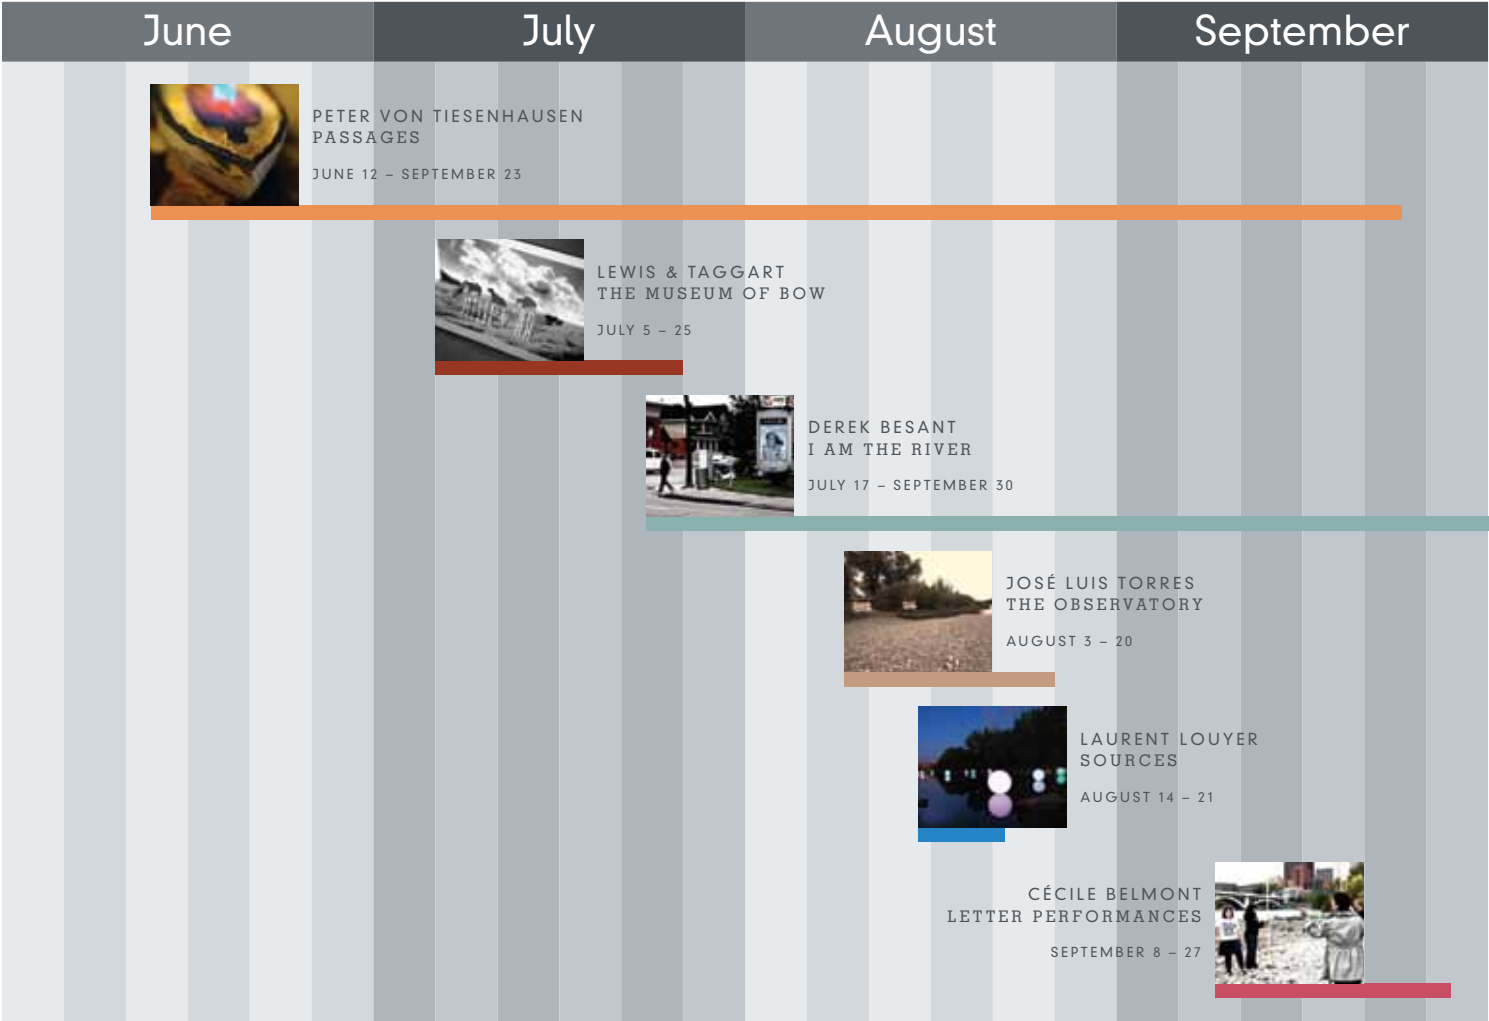 June
July
August
September
PETER VON TIESENHAUSEN
PASSAGES
JUNE 12 – SEPTEMBER 23
LEWIS & TAGGART
THE MUSEUM OF BOW
JULY 5 – 25
DEREK BESANT
I AM THE RIVER
JULY 17 – SEPTEMBER 30
JOSÉ LUIS TORRES
THE OBSERVATORY
AUGUST 3 – 20
LAURENT LOUYER
SOURCES
AUGUST 14 – 21
CÉCILE BELMONT
LETTER PERFORMANCES
SEPTEMBER 8 – 27